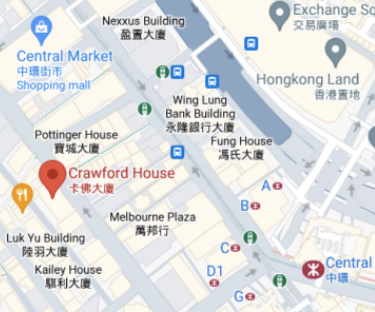 Nexxus Building
盈置大廈
Exchange Sq
交易廣場
Central Market
中環街市
Shopping mall
Hongkong Land
香港置地
Wing Lung
Bank Building
永隆銀行大廈
Pottinger House
寶城大廈
Fung House
馮氏大廈
Crawford House
卡佛大廈
A
B
Melbourne Plaza
萬邦行
Luk Yu Building
陸羽大廈
C
Central
中環
Kailey House
騏利大廈
D1
G